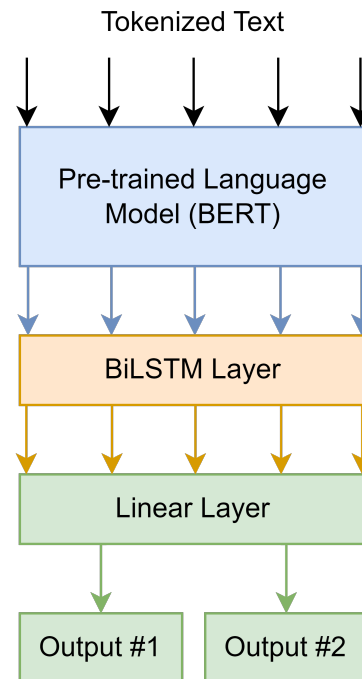 Tokenized Text
Pre-trained Language
Model (BERT)
BiLSTM Layer
Linear Layer
Output #1
Output #2